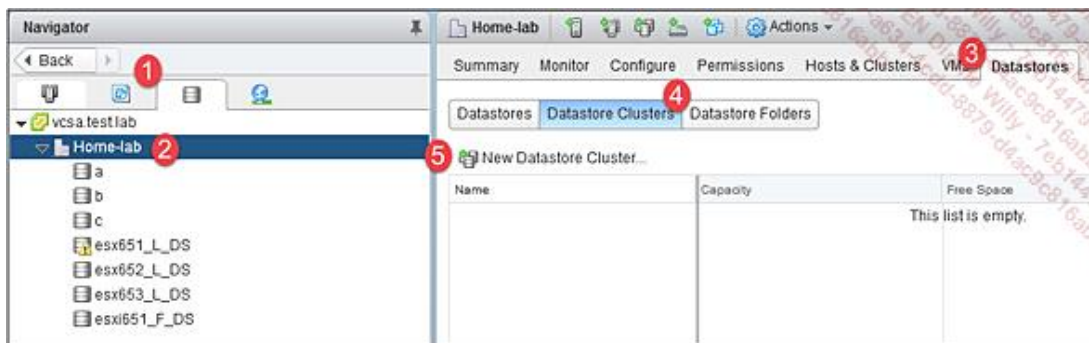 Navigator
Back
1
vcsa.testlab
Home-lab 2
a
b
c
esx651_L_DS
esx652_L_DS
esx653_L_DS
esxi651_F_DS
Home-lab Actions
3
Summary Monitor Configure Permissions Hosts & Clusters VMs Datastores
4
Datastores Datastore Clusters Datastore Folders
5 New Datastore Cluster...
Name Capacity Free Space
This list is empty.